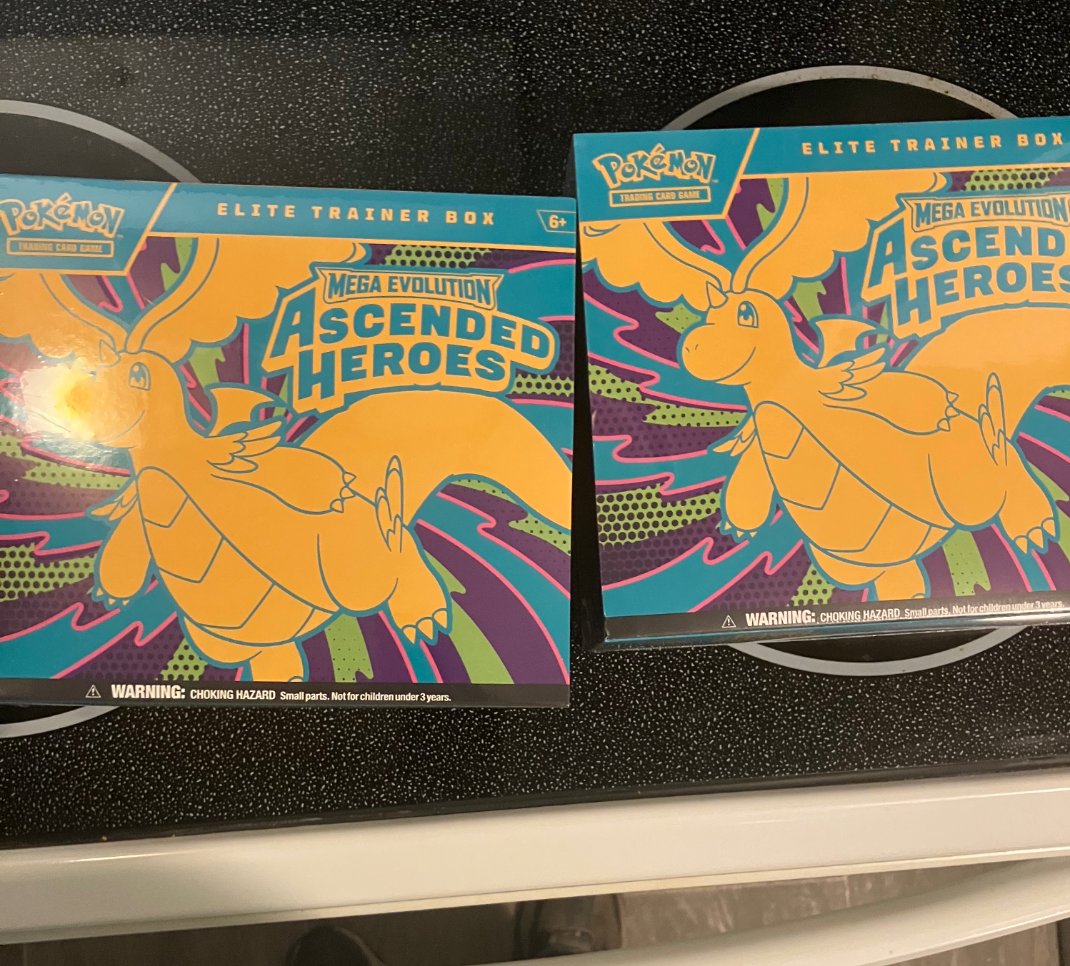 POKéMON
TRADING CARD GAME
ELITE TRAINER BOX
6+
MEGA EVOLUTION
ASCENDED
HEROES
WARNING: CHOKING HAZARD Small parts. Not for children under 3 years.
POKéMON
TRADING CARD GAME
ELITE TRAINER BOX
MEGA EVOLUTION
ASCEND
HEROES
WARNING: CHOKING HAZARD Small parts. Not for children under 3 years.